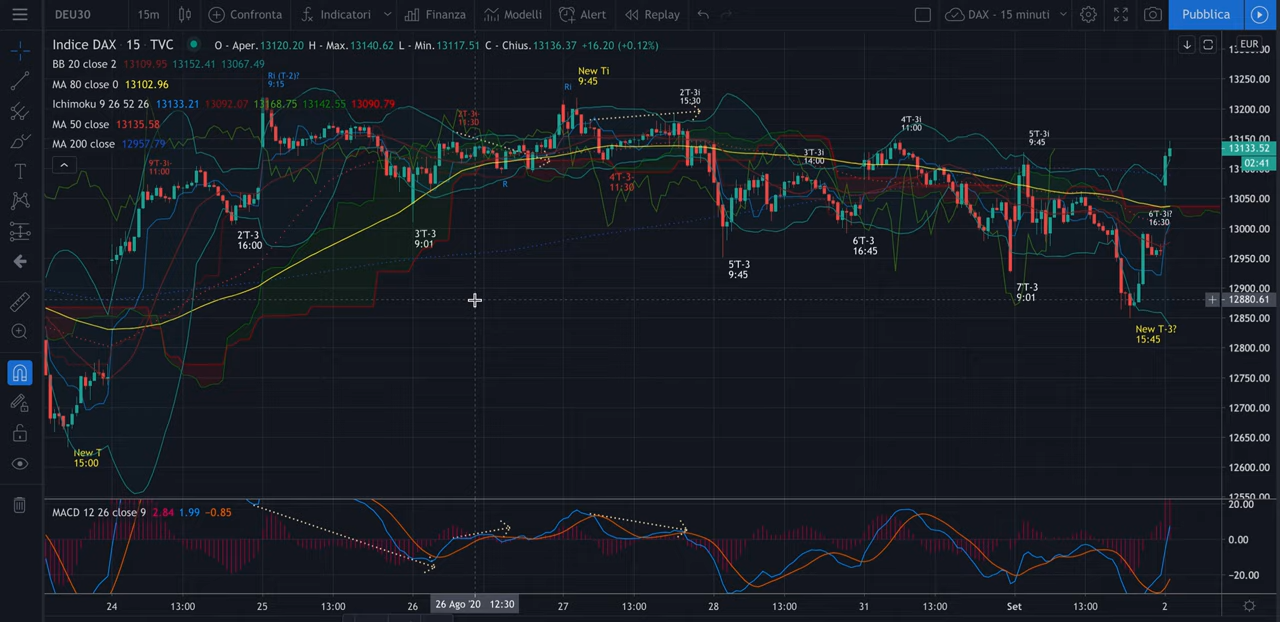 DEU30 15m Confronta Indicatori Finanza Modelli Alert Replay DAX - 15 minuti Pubblica
Indice DAX · 15 · TVC O - Aper.13120.20 H - Max.13140.62 L - Min.13117.51 C - Chius.13136.37 +16.20 (+0.12%)
EUR
BB 20 close 2 13109.95 13152.41 13067.49
MA 80 close 0 13102.96
Ichimoku 9 26 52 26 13133.21 13092.07 13168.75 13142.55 13090.79
MA 50 close 13135.58
MA 200 close 12957.79
Ri (T-2)?
9:15
New Ti
9:45
Ri
2T-3i
15:30
2T-3i-
11:30
4T-3i
11:00
5T-3i
9:45
9T-3i-
11:00
3T-3i
14:00
R
4T-3-
11:30
2T-3
16:00
3T-3
9:01
5T-3
9:45
6T-3
16:45
7T-3
9:01
6T-3i?
16:30
New T-3?
15:45
New T
15:00
13250.00
13200.00
13150.00
13133.52
02:41
13050.00
13000.00
12950.00
12900.00
12880.61
12850.00
12800.00
12750.00
12700.00
12650.00
12600.00
12550.00
MACD 12 26 close 9 2.84 1.99 −0.85
20.00
0.00
−20.00
24 13:00 25 13:00 26 26 Ago '20 12:30 27 13:00 28 13:00 31 13:00 Set 13:00 2